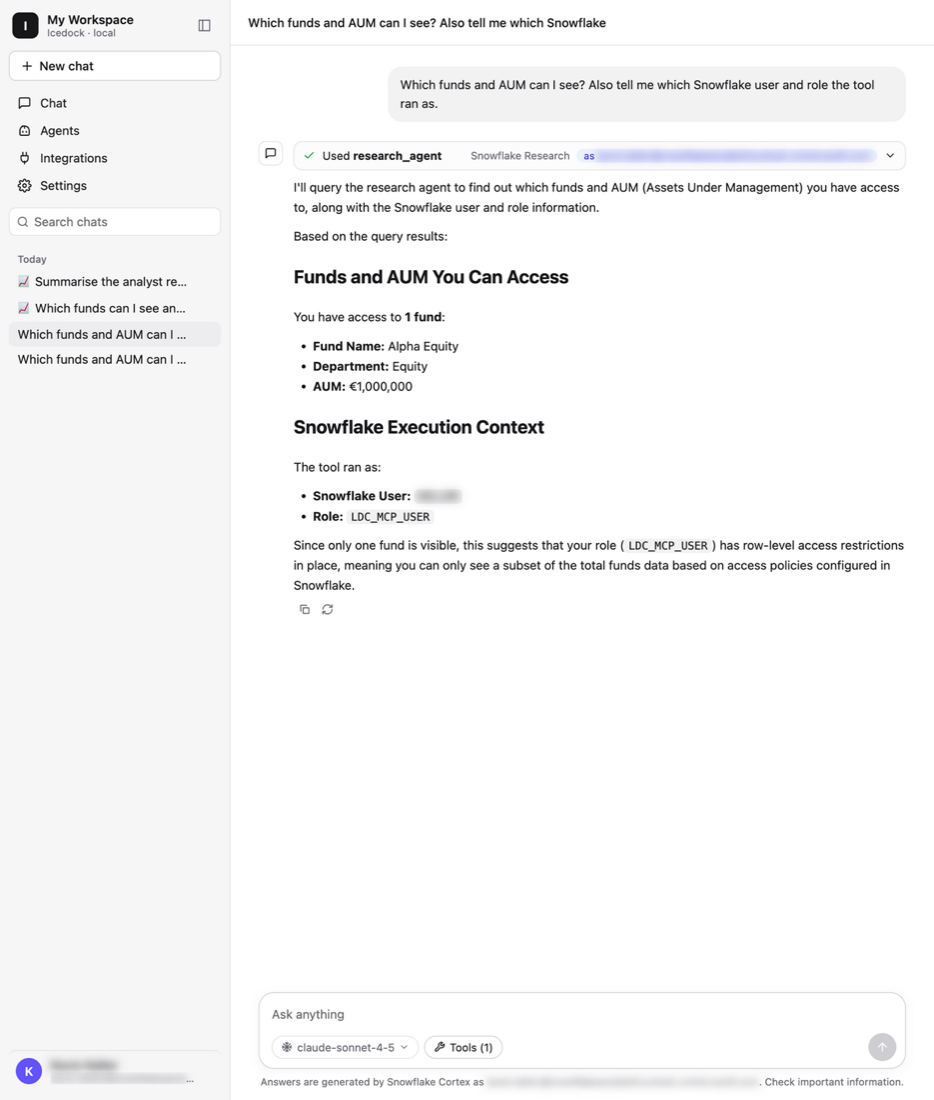 I
My Workspace
Icedock · local
+ New chat
Chat
Agents
Integrations
Settings
Search chats
Today
Summarise the analyst re...
Which funds can I see an...
Which funds and AUM can I ...
Which funds and AUM can I ...
K
Which funds and AUM can I see? Also tell me which Snowflake
Which funds and AUM can I see? Also tell me which Snowflake user and role the tool
ran as.
Used research_agent Snowflake Research as
I'll query the research agent to find out which funds and AUM (Assets Under Management) you have access
to, along with the Snowflake user and role information.
Based on the query results:
Funds and AUM You Can Access
You have access to 1 fund:
• Fund Name: Alpha Equity
• Department: Equity
• AUM: €1,000,000
Snowflake Execution Context
The tool ran as:
• Snowflake User:
• Role: LDC_MCP_USER
Since only one fund is visible, this suggests that your role ( LDC_MCP_USER ) has row-level access restrictions
in place, meaning you can only see a subset of the total funds data based on access policies configured in
Snowflake.
Ask anything
claude-sonnet-4-5 Tools (1)
Answers are generated by Snowflake Cortex as . Check important information.